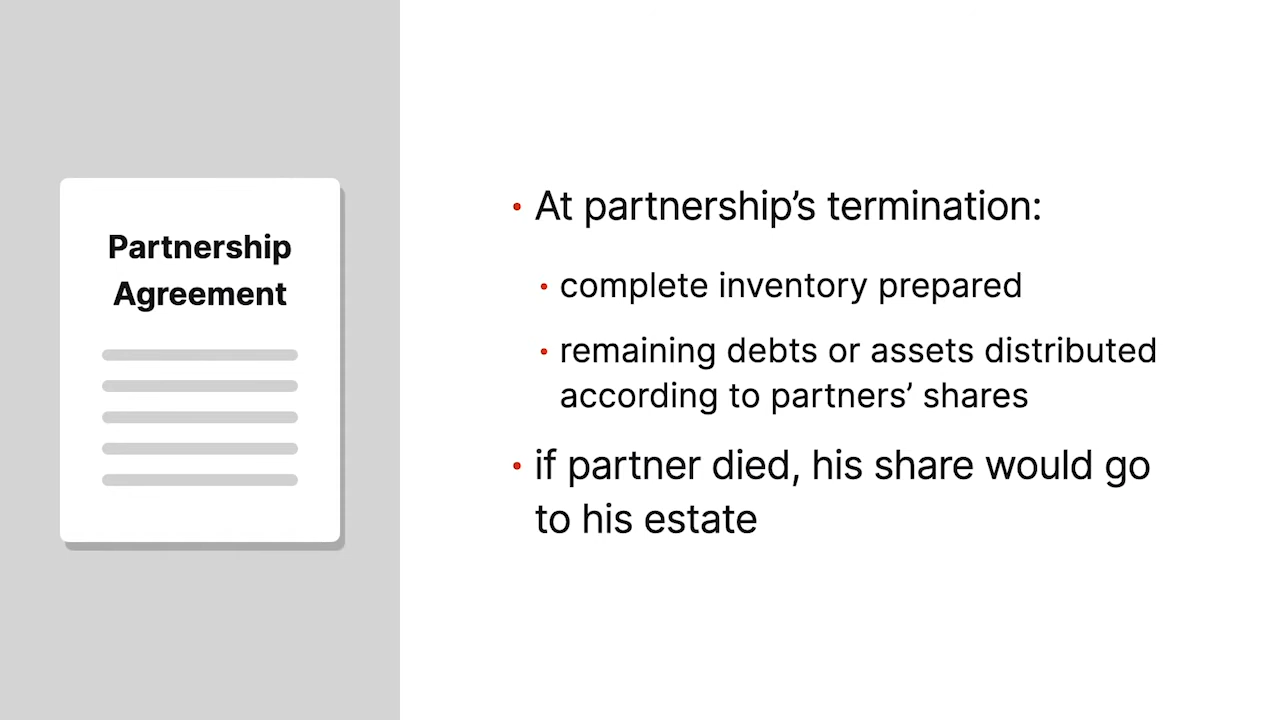 Partnership
Agreement
• At partnership’s termination:
• complete inventory prepared
• remaining debts or assets distributed
according to partners’ shares
• if partner died, his share would go
to his estate